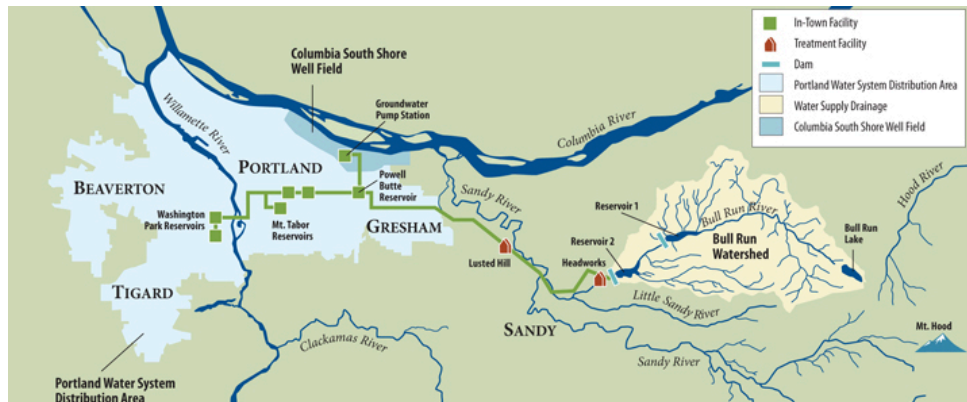 In-Town Facility
Treatment Facility
Dam
Portland Water System Distribution Area
Water Supply Drainage
Columbia South Shore Well Field
Columbia South Shore
Well Field
Groundwater
Pump Station
Willamette River
Columbia River
PORTLAND
Powell
Butte
Reservoir
Sandy River
BEAVERTON
Washington
Park Reservoirs
Mt. Tabor
Reservoirs
GRESHAM
Lusted Hill
Reservoir 1
Bull Run River
Reservoir 2
Bull Run
Watershed
Headworks
Bull Run
Lake
Hood River
TIGARD
Little Sandy River
SANDY
Clackamas River
Sandy River
Mt. Hood
Portland Water System
Distribution Area